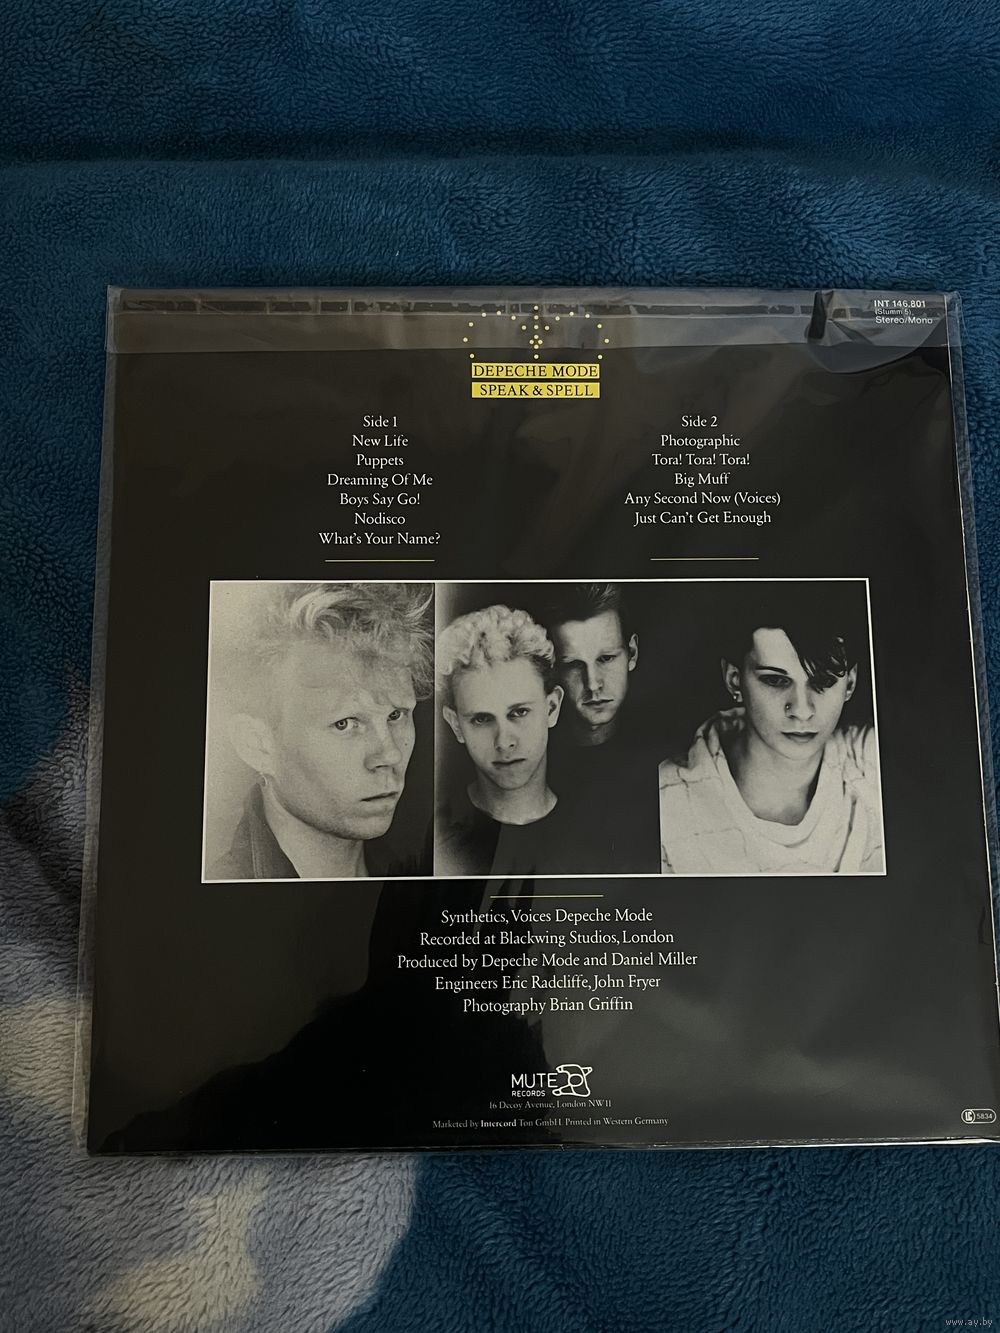 INT 146.801
(Stumm 5)
Stereo/Mono
DEPECHE MODE
SPEAK & SPELL
Side 1
New Life
Puppets
Dreaming Of Me
Boys Say Go!
Nodisco
What's Your Name?
Side 2
Photographic
Tora! Tora! Tora!
Big Muff
Any Second Now (Voices)
Just Can't Get Enough
Synthetics, Voices Depeche Mode
Recorded at Blackwing Studios, London
Produced by Depeche Mode and Daniel Miller
Engineers Eric Radcliffe, John Fryer
Photography Brian Griffin
MUTE
RECORDS
16 Decoy Avenue, London NW11
Marketed by Intercord Ton GmbH. Printed in Western Germany
LC 5834
www.ay.by